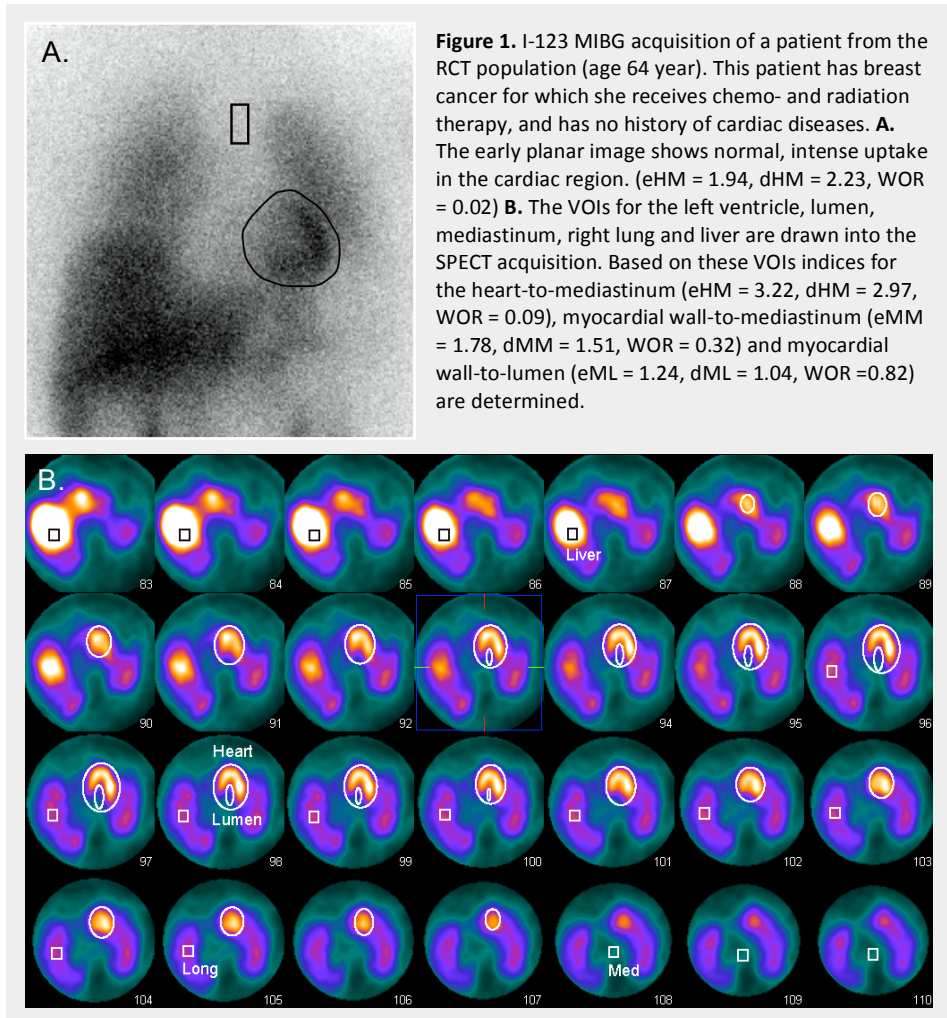 A.
Figure 1. I-123 MIBG acquisition of a patient from the
RCT population (age 64 year). This patient has breast
cancer for which she receives chemo- and radiation
therapy, and has no history of cardiac diseases. A.
The early planar image shows normal, intense uptake
in the cardiac region. (eHM = 1.94, dHM = 2.23, WOR
= 0.02) B. The VOIs for the left ventricle, lumen,
mediastinum, right lung and liver are drawn into the
SPECT acquisition. Based on these VOIs indices for
the heart-to-mediastinum (eHM = 3.22, dHM = 2.97,
WOR = 0.09), myocardial wall-to-mediastinum (eMM
= 1.78, dMM = 1.51, WOR = 0.32) and myocardial
wall-to-lumen (eML = 1.24, dML = 1.04, WOR =0.82)
are determined.
B.
Liver
83 84 85 86 87 88 89
90 91 92 94 95 96
Heart
Lumen
97 98 99 100 101 102 103
Long
Med
104 105 106 107 108 109 110